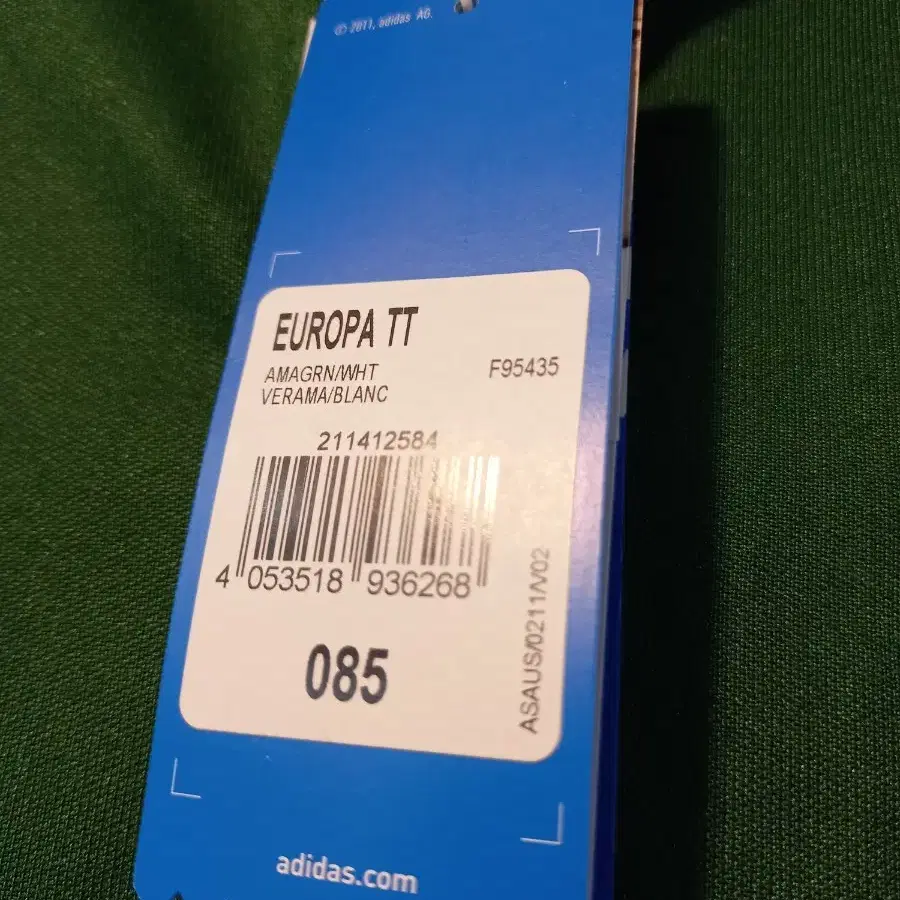 © 2011, adidas AG.
EUROPA TT
AMAGRN/WHT F95435
VERAMA/BLANC
211412584
4 053518 936268
085
ASAUS/0211/V02
adidas.com